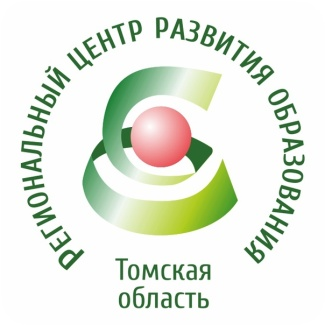 РЕГИОНАЛЬНЫЙ ЦЕНТР РАЗВИТИЯ ОБРАЗОВАНИЯ
Томская
область